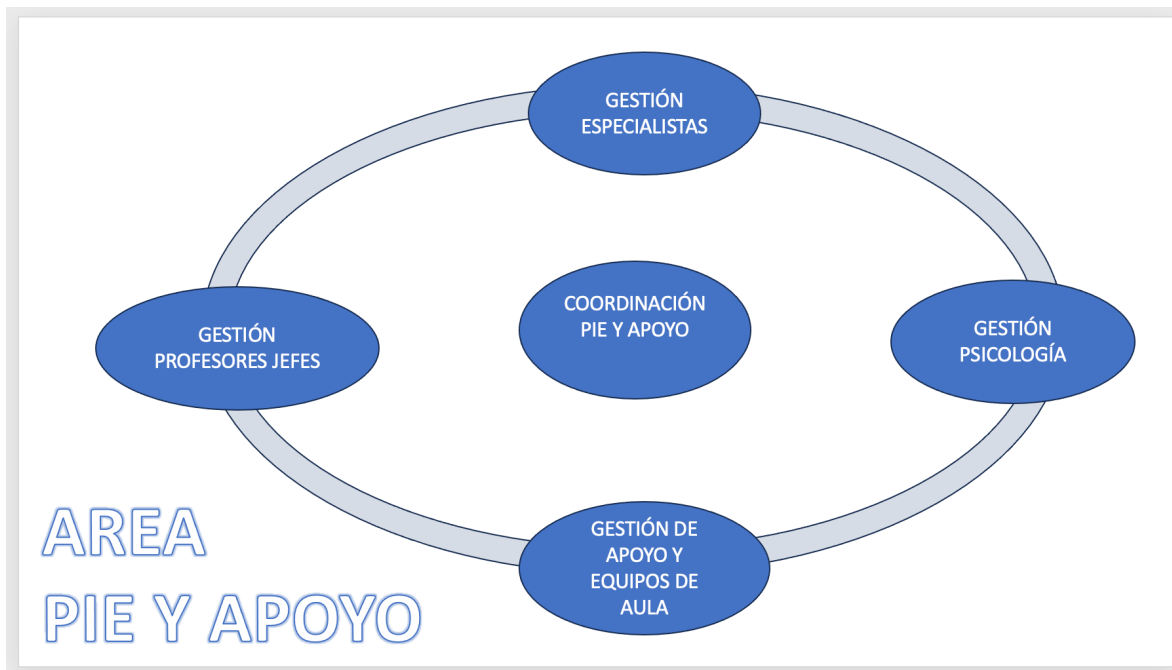 GESTIÓN
ESPECIALISTAS
COORDINACIÓN
PIE Y APOYO
GESTIÓN
PROFESORES JEFES
GESTIÓN
PSICOLOGÍA
GESTIÓN DE
APOYO Y
EQUIPOS DE
AULA
AREA
PIE Y APOYO